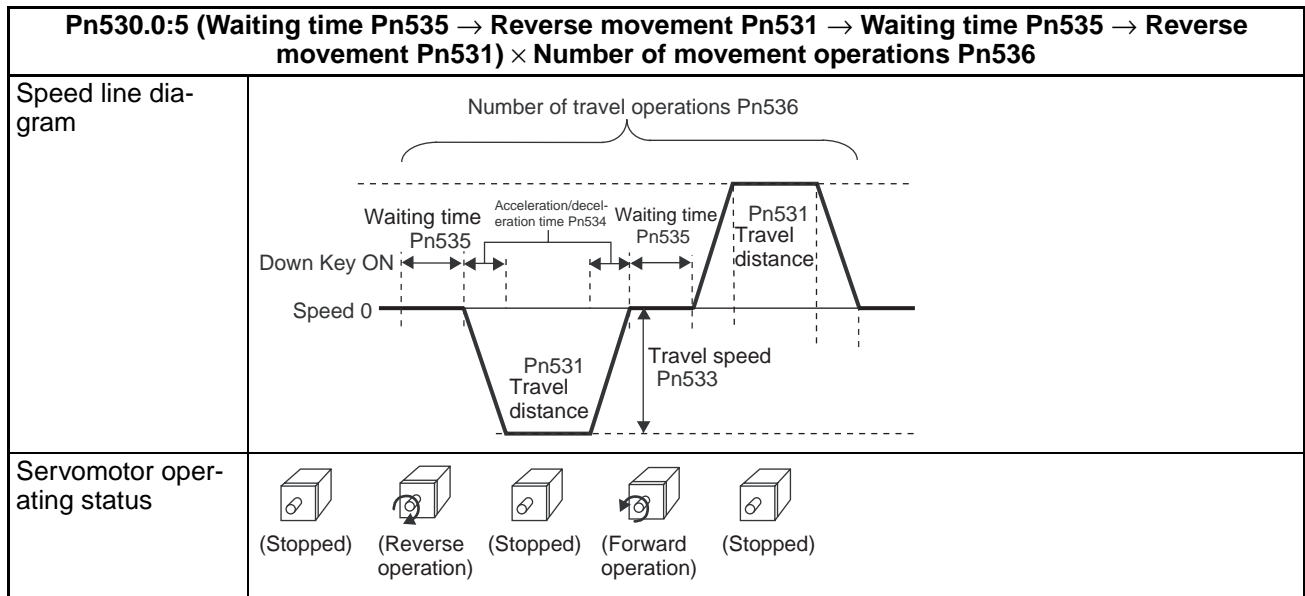 Pn530.0:5 (Waiting time Pn535 → Reverse movement Pn531 → Waiting time Pn535 → Reverse
movement Pn531) × Number of movement operations Pn536
Speed line dia-
gram
Number of travel operations Pn536
Waiting time
Pn535
Acceleration/decel-
eration time Pn534
Waiting time
Pn535
Pn531
Travel
distance
Down Key ON
Speed 0
Pn531
Travel
distance
Travel speed
Pn533
Servomotor oper-
ating status
(Stopped)
(Reverse
operation)
(Stopped)
(Forward
operation)
(Stopped)